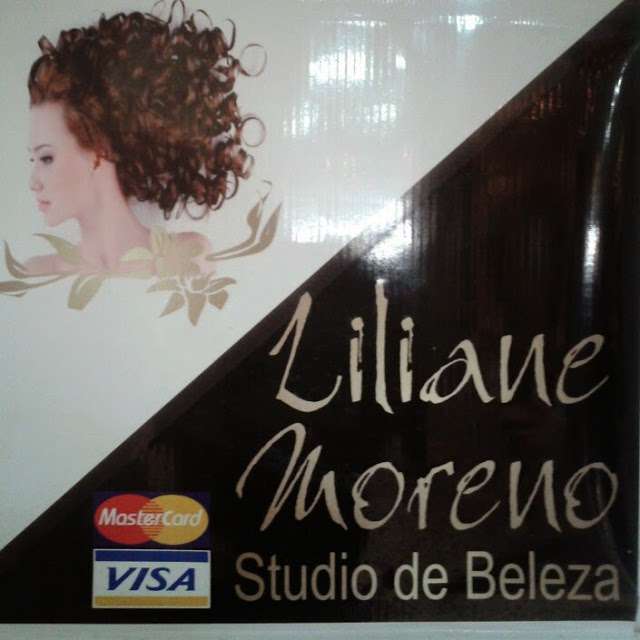 Liliane
Moreno
MasterCard
VISA
Studio de Beleza